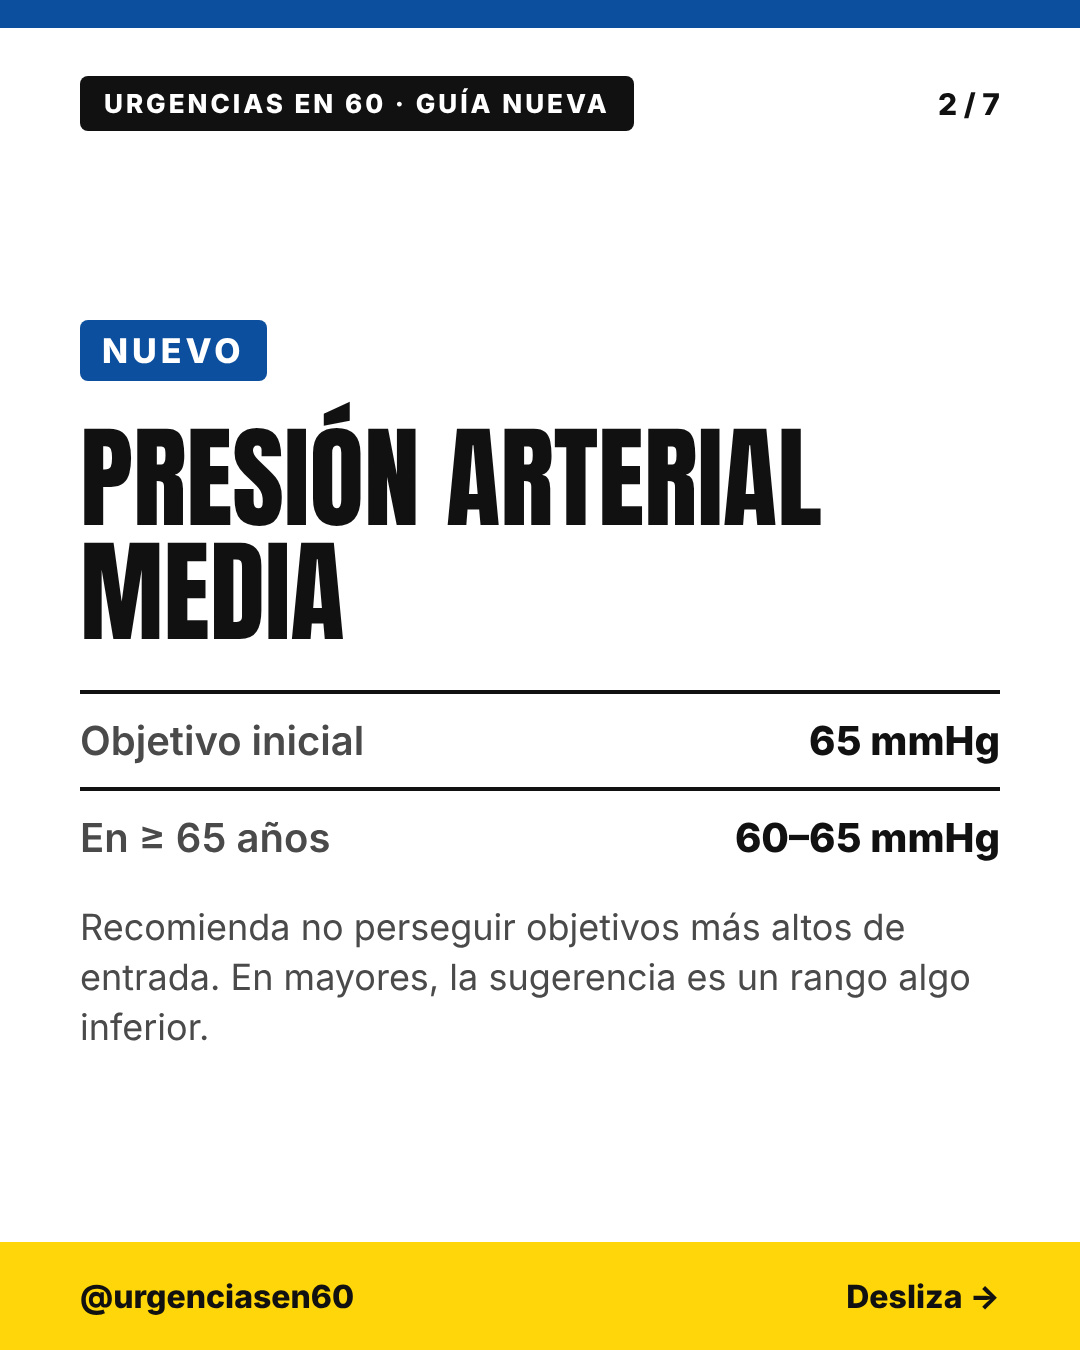 URGENCIAS EN 60 · GUÍA NUEVA
2 / 7
NUEVO
PRESIÓN ARTERIAL
MEDIA
Objetivo inicial 65 mmHg
En ≥ 65 años 60–65 mmHg
Recomienda no perseguir objetivos más altos de
entrada. En mayores, la sugerencia es un rango algo
inferior.
@urgenciasen60
Desliza →